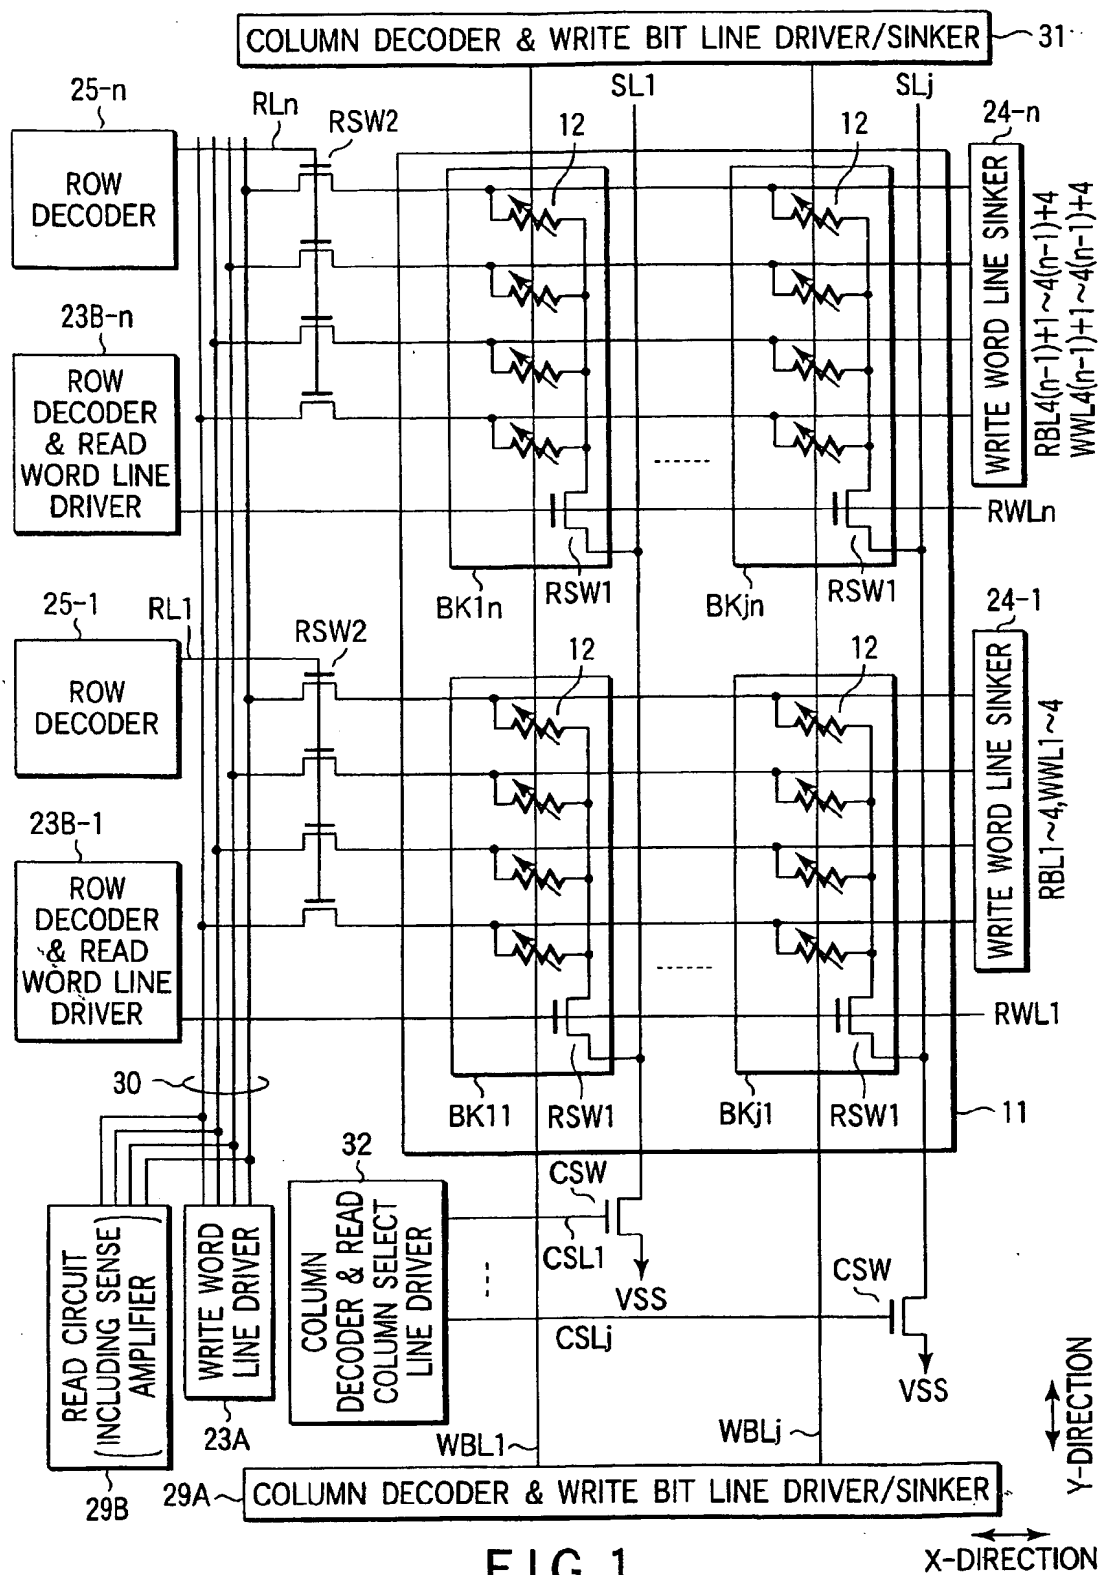 COLUMN DECODER & WRITE BIT LINE DRIVER/SINKER
31
25-n
RLn
RSW2
SL1
SLj
12
12
24-n
ROW
DECODER
WRITE WORD LINE SINKER
RBL4(n-1)+1~4(n-1)+4
WWL4(n-1)+1~4(n-1)+4
23B-n
ROW
DECODER
& READ
WORD LINE
DRIVER
RWLn
BK1n
RSW1
BKjn
RSW1
25-1
RL1
RSW2
12
12
24-1
ROW
DECODER
WRITE WORD LINE SINKER
RBL1~4,WWL1~4
23B-1
ROW
DECODER
& READ
WORD LINE
DRIVER
RWL1
30
BK11
RSW1
BKj1
RSW1
11
32
CSW
CSL1
VSS
CSW
CSLj
VSS
READ CIRCUIT
(INCLUDING SENSE
AMPLIFIER)
WRITE WORD
LINE DRIVER
COLUMN
DECODER & READ
COLUMN SELECT
LINE DRIVER
23A
29B
WBL1
WBLj
29A
COLUMN DECODER & WRITE BIT LINE DRIVER/SINKER
Y-DIRECTION
X-DIRECTION
FIG. 1